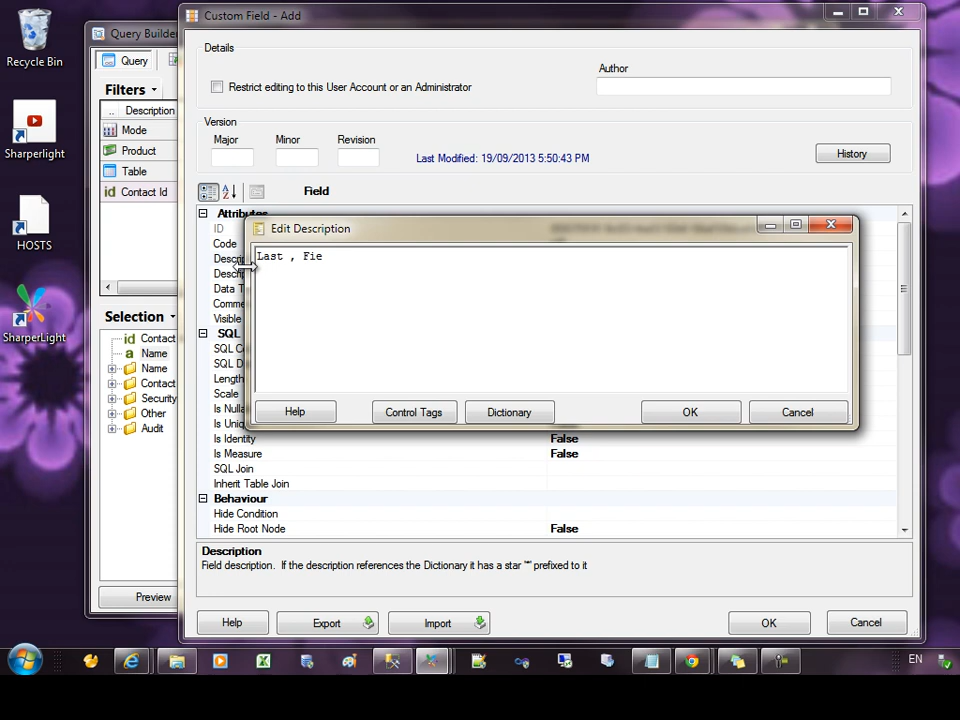 Recycle Bin
Sharperlight
HOSTS
SharperLight
Query Builder
Query
Filters
.. Description
Mode
Product
Table
id Contact Id
Selection
id Contact
a Name
Name
Contact
Security
Other
Audit
Preview
Custom Field - Add
Details
Restrict editing to this User Account or an Administrator
Author
Version
Major
Minor
Revision
Last Modified: 19/09/2013 5:50:43 PM
History
Field
Attributes
ID
Code
Descrip
Descri
Data T
Comme
Visible
SQL
SQL C
SQL D
Length
Scale
Is Nulla
Is Uniq
Is Identity False
Is Measure False
SQL Join
Inherit Table Join
Behaviour
Hide Condition
Hide Root Node False
Description
Field description. If the description references the Dictionary it has a star '*' prefixed to it
Help
Export
Import
OK
Cancel
Edit Description
Last , Fie
Help
Control Tags
Dictionary
OK
Cancel
EN